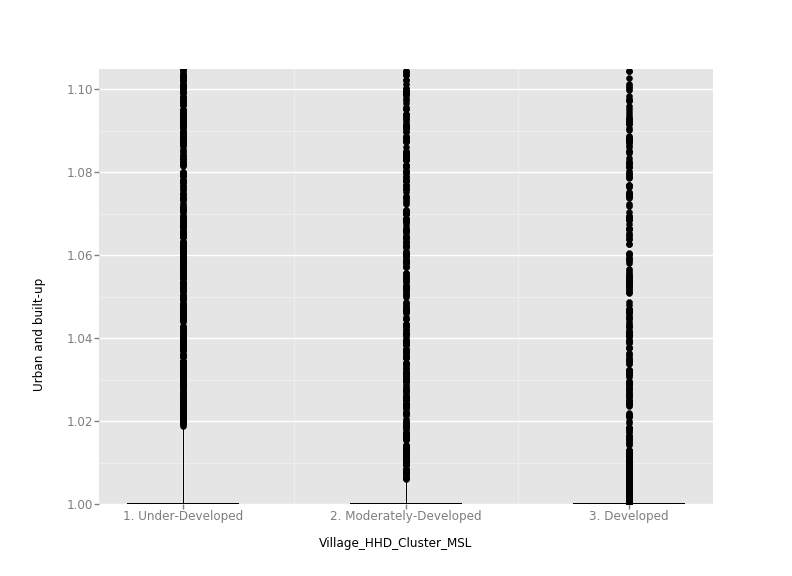 1.10
1.08
1.06
1.04
1.02
1.00
Urban and built-up
1. Under-Developed
2. Moderately-Developed
3. Developed
Village_HHD_Cluster_MSL